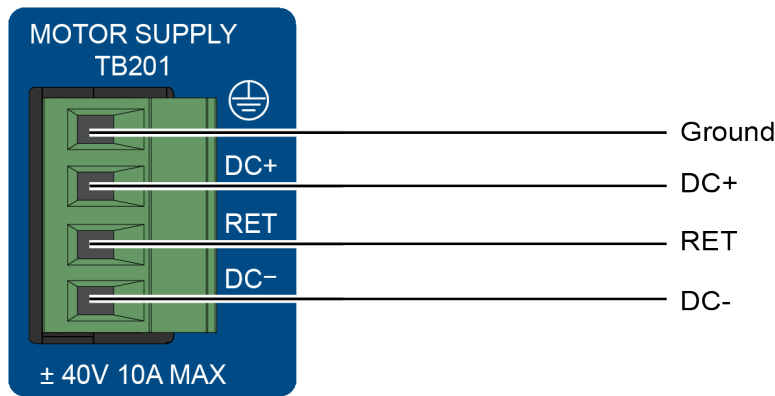 MOTOR SUPPLY
TB201
Ground
DC+ DC+
RET RET
DC− DC-
± 40V 10A MAX